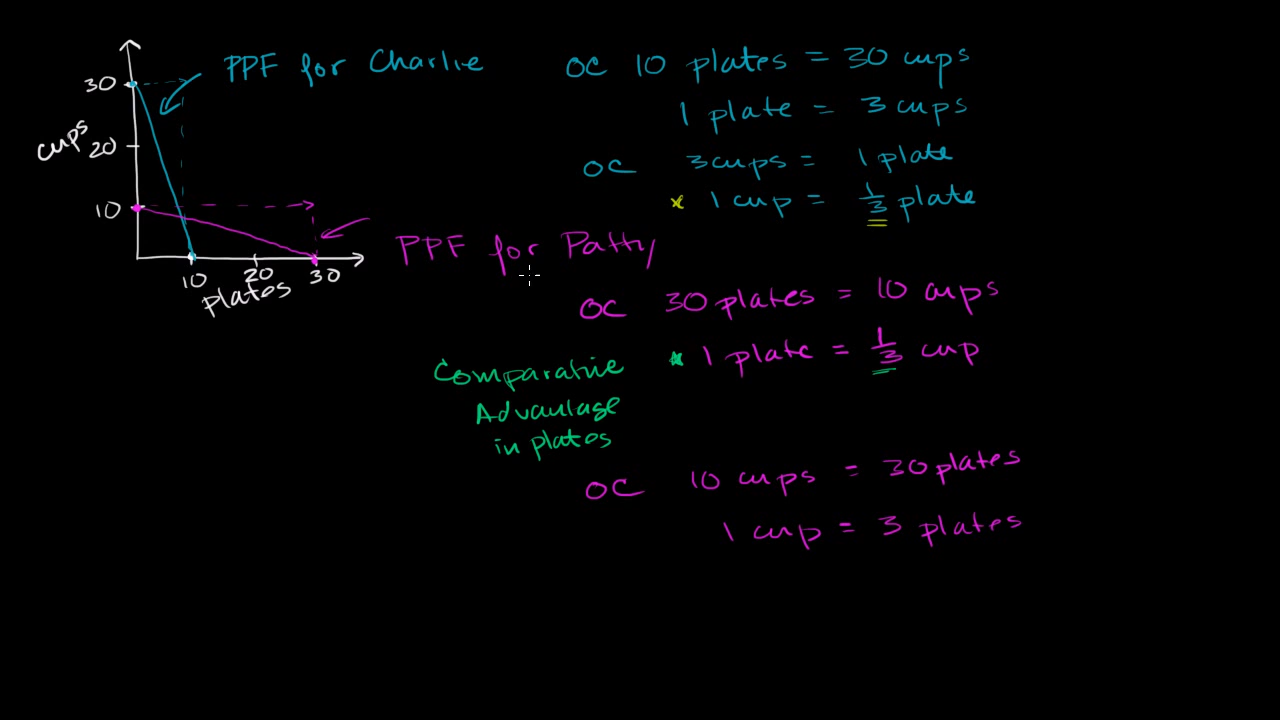 PPF for Charlie
OC 10 plates = 30 cups
1 plate = 3 cups
OC 3 cups = 1 plate
* 1 cup = 1/3 plate
30
cups
20
10
10
20
30
plates
PPF for Patty
OC 30 plates = 10 cups
* 1 plate = 1/3 cup
Comparative
Advantage
in plates
OC 10 cups = 30 plates
1 cup = 3 plates